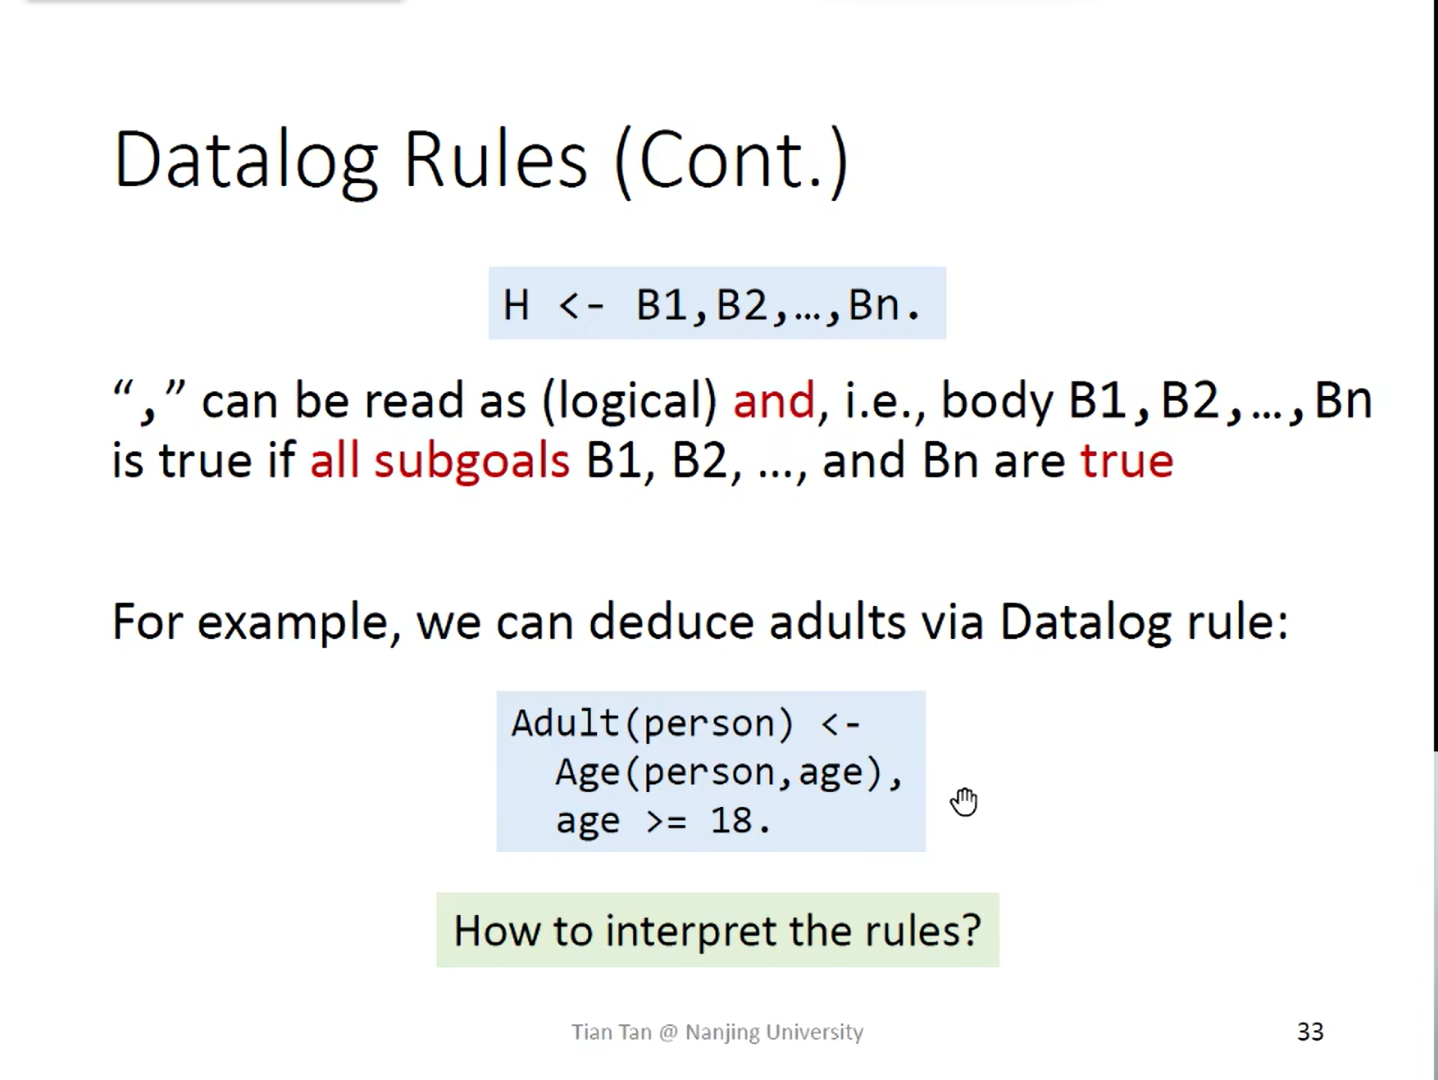 Datalog Rules (Cont.)
H <- B1,B2,…,Bn.
“,” can be read as (logical) and, i.e., body B1,B2,…,Bn
is true if all subgoals B1, B2, …, and Bn are true
For example, we can deduce adults via Datalog rule:
Adult(person) <-
Age(person,age),
age >= 18.
How to interpret the rules?
Tian Tan @ Nanjing University
33